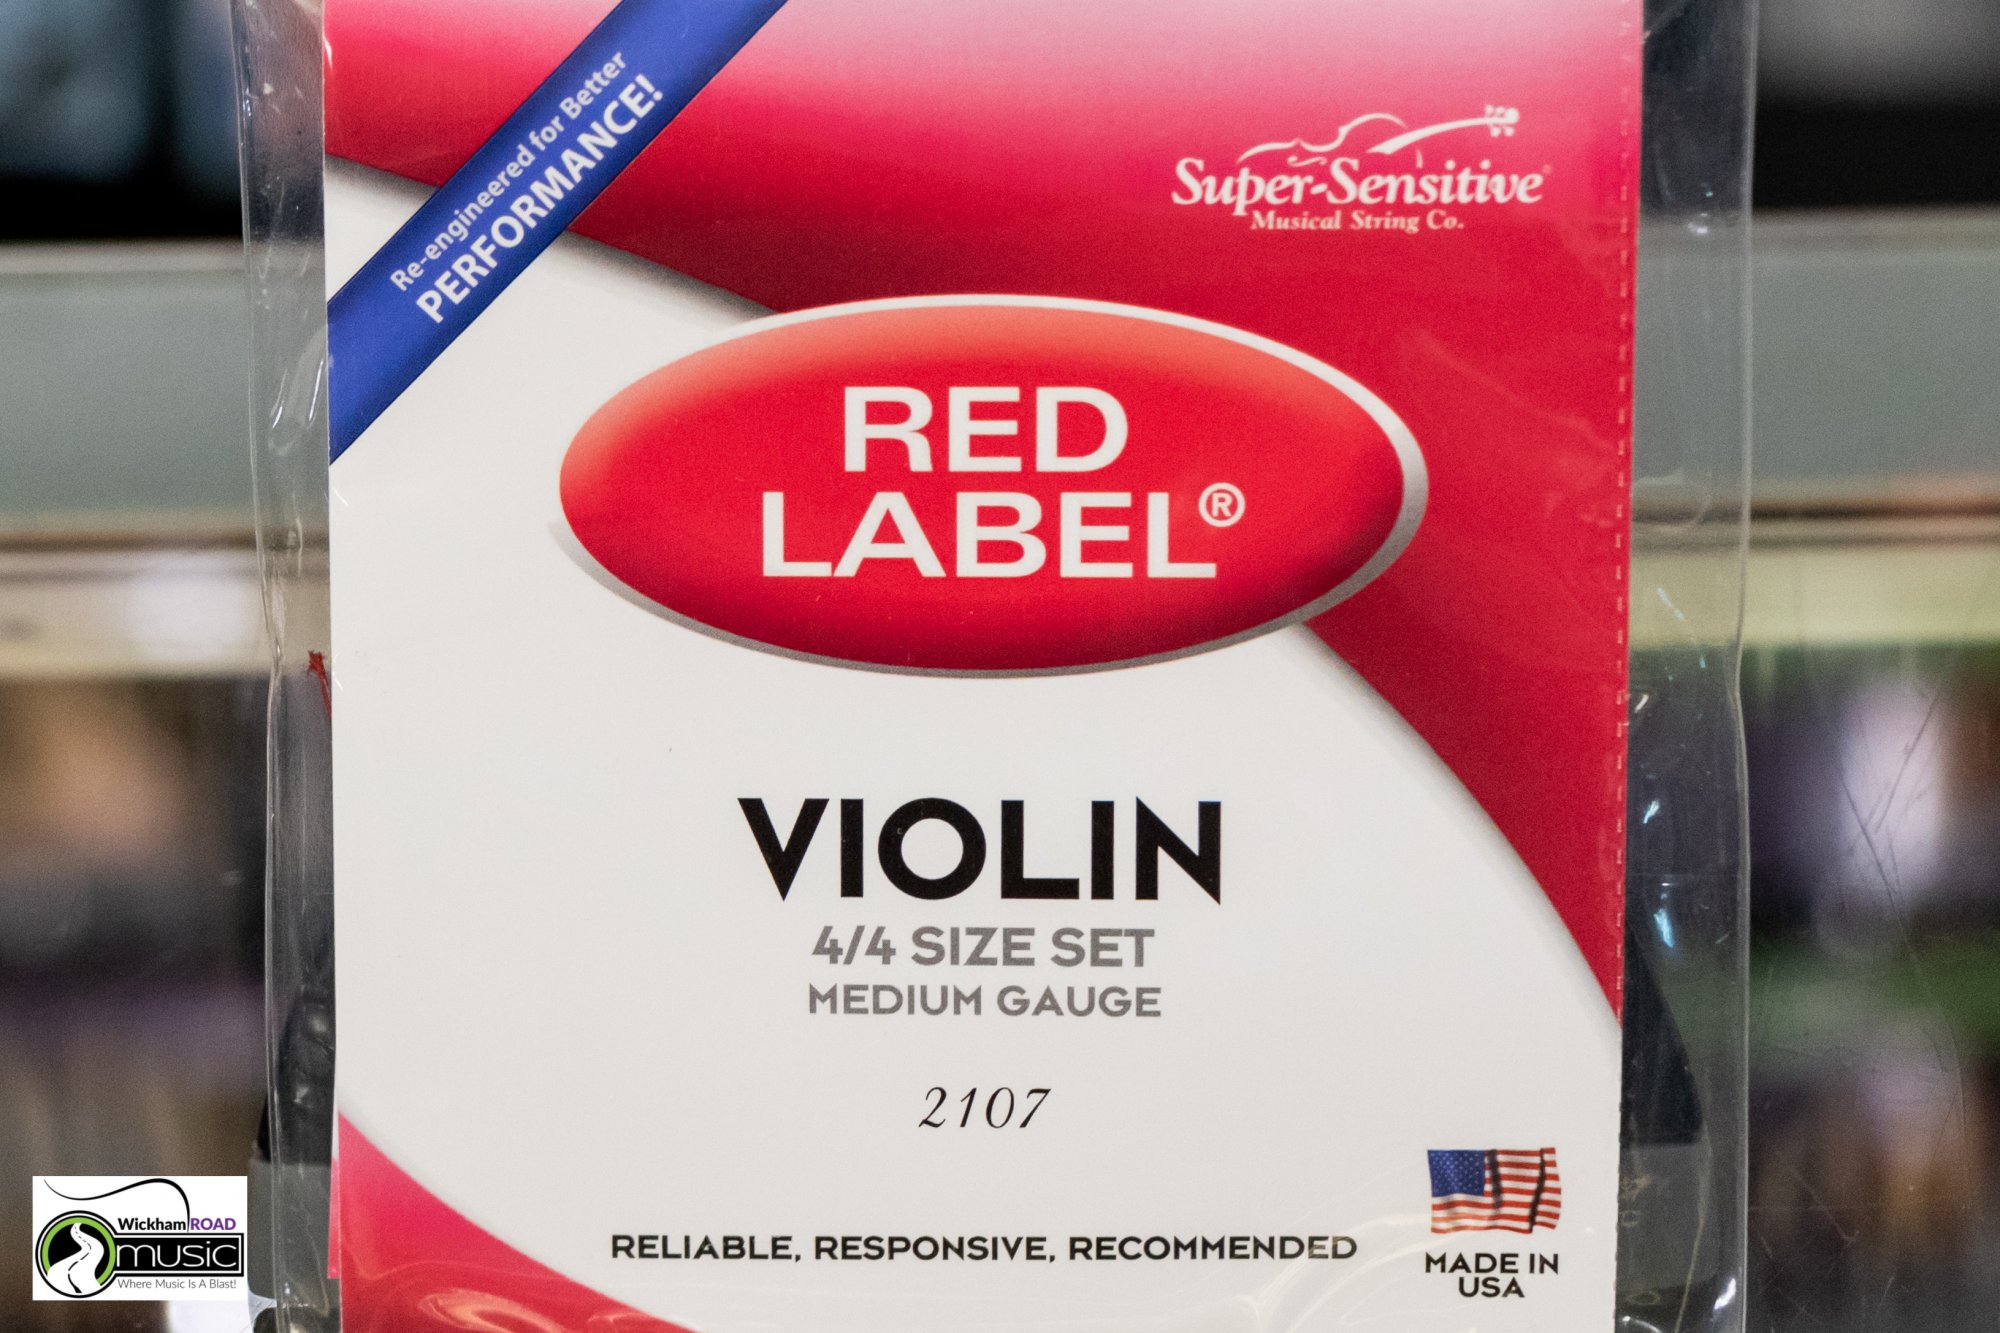 Re-engineered for Better
PERFORMANCE!
Super-Sensitive
Musical String Co.
RED
LABEL®
VIOLIN
4/4 SIZE SET
MEDIUM GAUGE
2107
RELIABLE, RESPONSIVE, RECOMMENDED
MADE IN
USA
Wickham ROAD
music
Where Music Is A Blast!